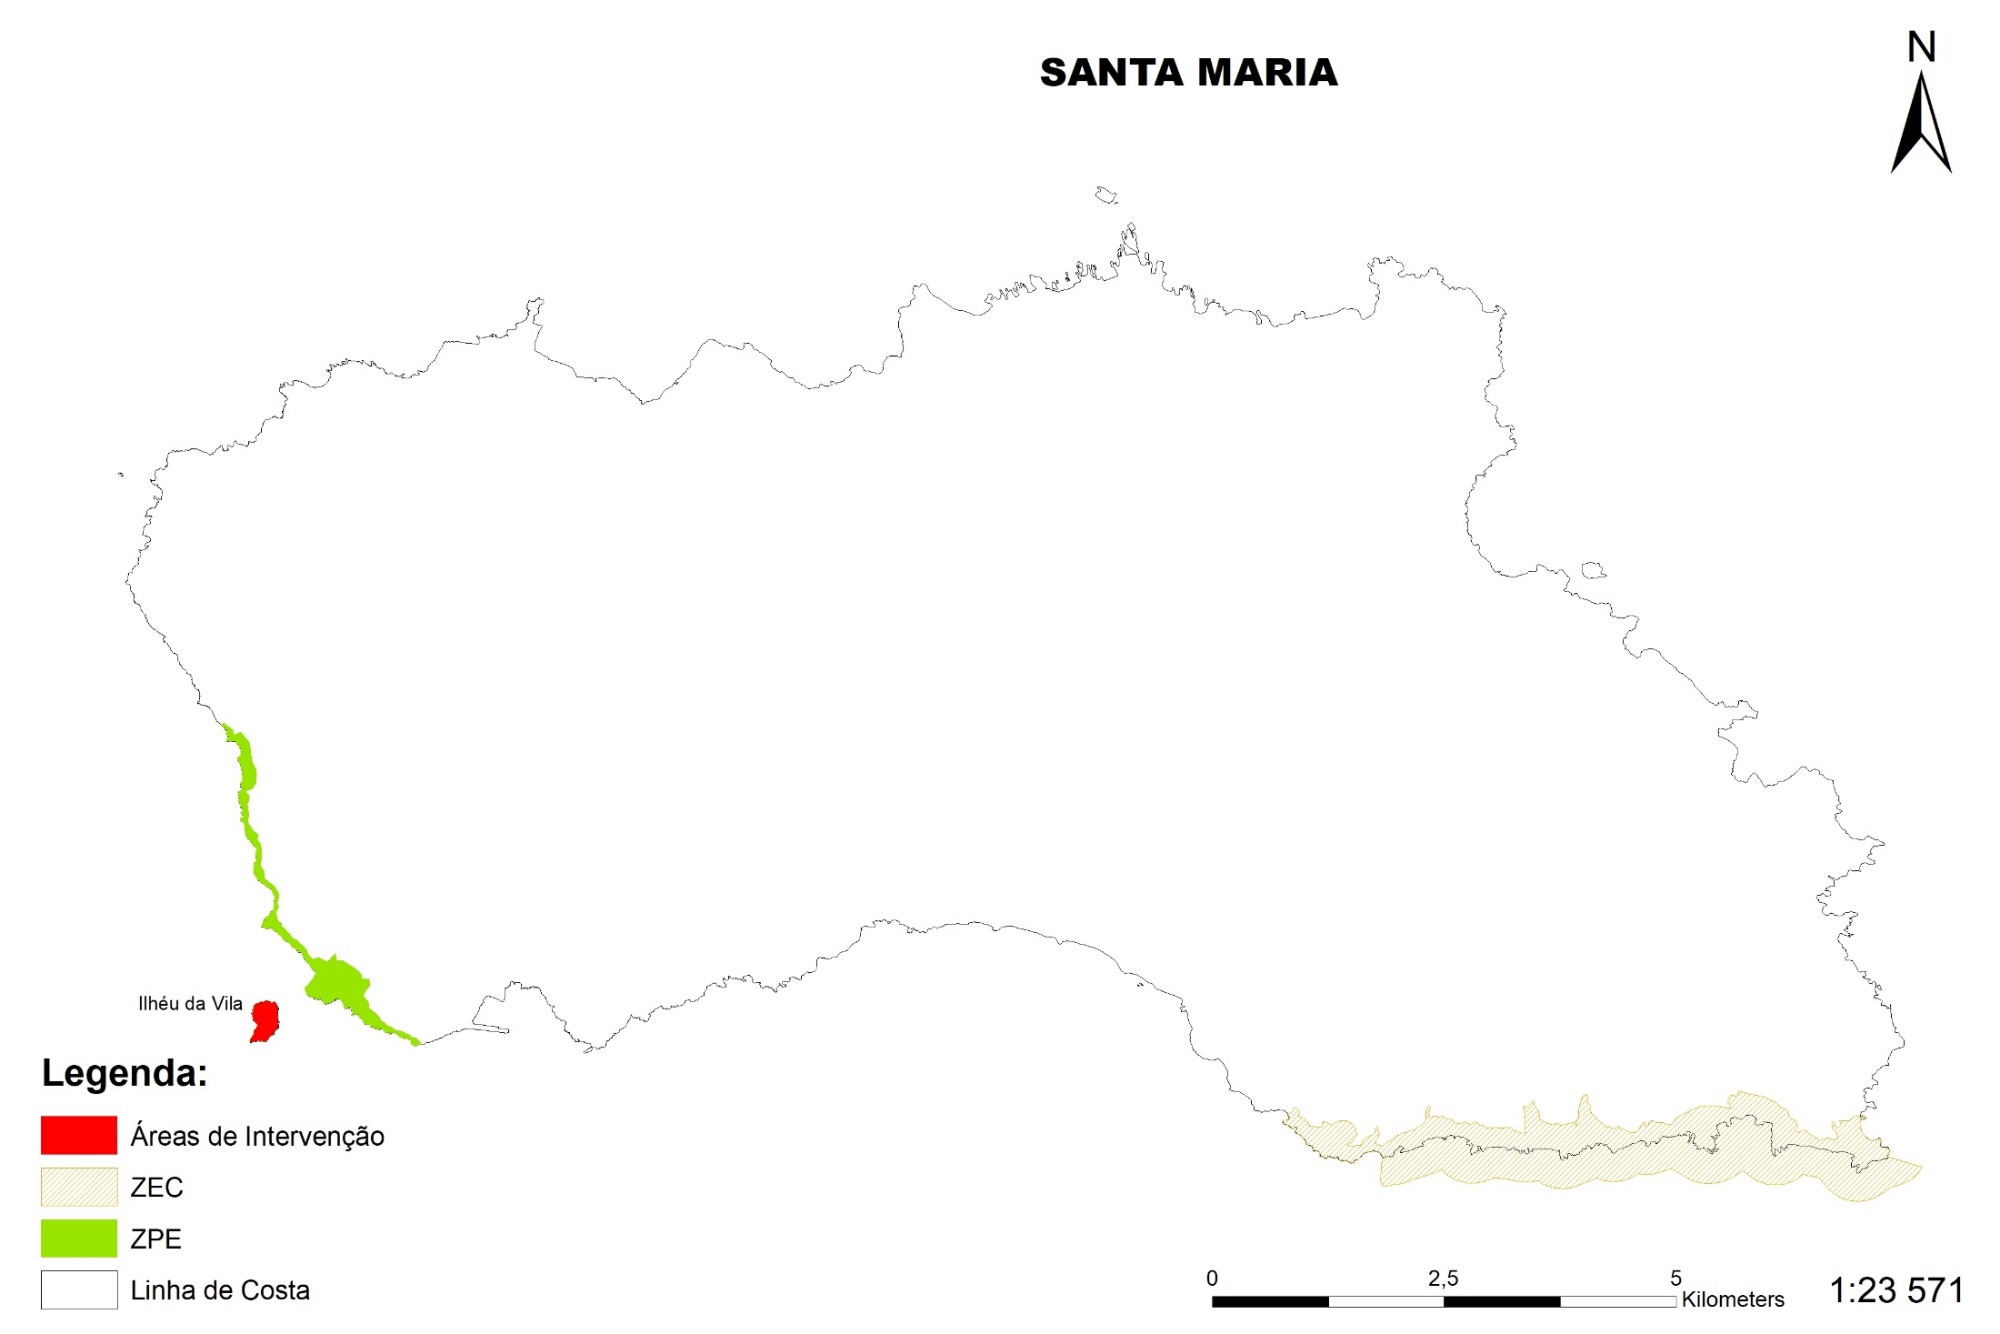 SANTA MARIA
N
Ilhéu da Vila
Legenda:
Áreas de Intervenção
ZEC
ZPE
Linha de Costa
0 2,5 5
Kilometers
1:23 571